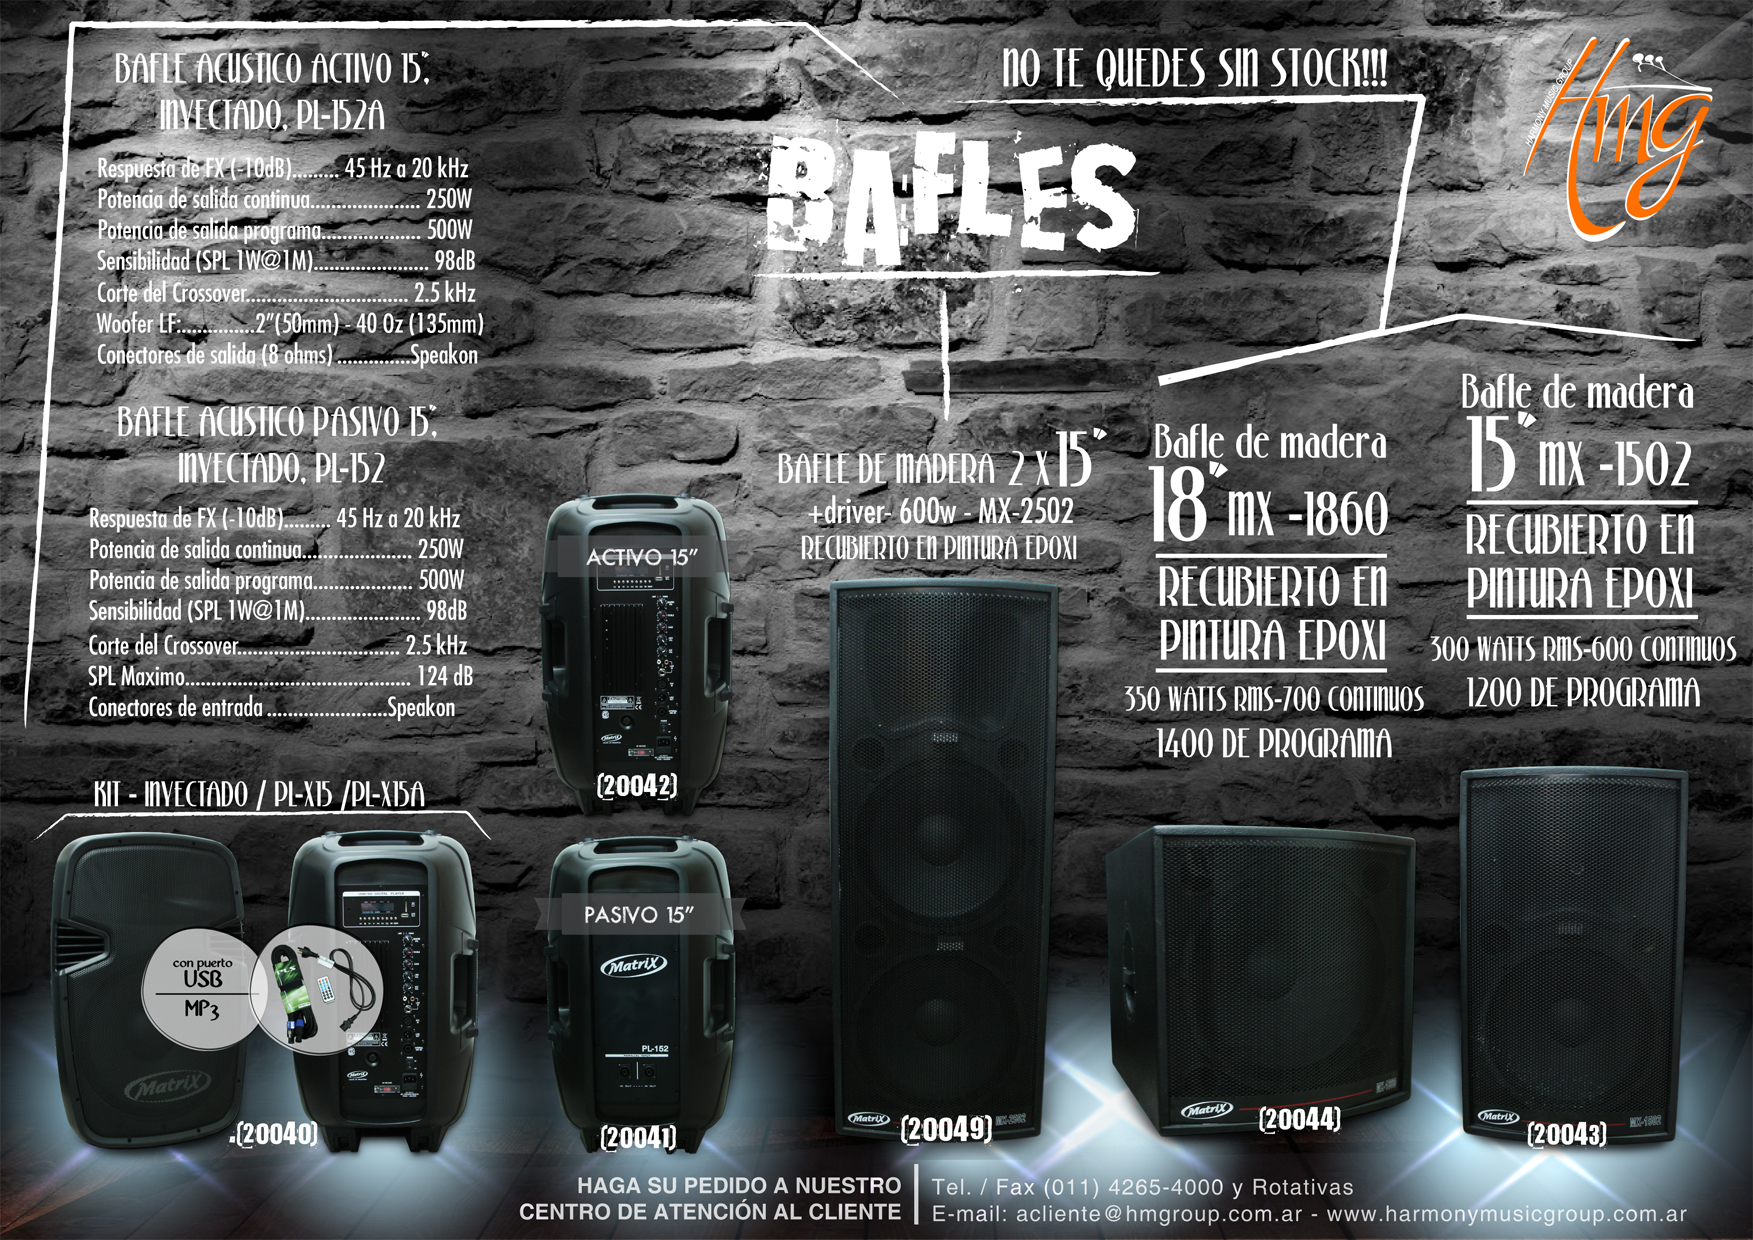 BAFLE ACUSTICO ACTIVO 15",
INYECTADO, PL-152A
Respuesta de FX (-10dB)......... 45 Hz a 20 kHz
Potencia de salida continua..................... 250W
Potencia de salida programa................... 500W
Sensibilidad (SPL 1W@1M)...................... 98dB
Corte del Crossover............................... 2.5 kHz
Woofer LF:..............2"(50mm) - 40 Oz (135mm)
Conectores de salida (8 ohms) ..............Speakon
BAFLE ACUSTICO PASIVO 15",
INYECTADO, PL-152
Respuesta de FX (-10dB)......... 45 Hz a 20 kHz
Potencia de salida continua..................... 250W
Potencia de salida programa................... 500W
Sensibilidad (SPL 1W@1M)...................... 98dB
Corte del Crossover............................... 2.5 kHz
SPL Maximo........................................... 124 dB
Conectores de entrada .......................Speakon
KIT - INYECTADO / PL-X15 /PL-X15A
con puerto
USB
MP3
Matrix
(20040)
ACTIVO 15"
Matrix
(20042)
PASIVO 15"
Matrix
PL-152
(20041)
NO TE QUEDES SIN STOCK!!!
BAFLES
HARMONY MUSIC GROUP
Hmg
BAFLE DE MADERA 2 X 15"
+driver- 600w - MX-2502
RECUBIERTO EN PINTURA EPOXI
Matrix
(20049)
Bafle de madera
18" MX -1860
RECUBIERTO EN
PINTURA EPOXI
350 WATTS RMS-700 CONTINUOS
1400 DE PROGRAMA
Matrix
(20044)
Bafle de madera
15" MX -1502
RECUBIERTO EN
PINTURA EPOXI
300 WATTS RMS-600 CONTINUOS
1200 DE PROGRAMA
Matrix
MX-1502
(20043)
HAGA SU PEDIDO A NUESTRO
CENTRO DE ATENCIÓN AL CLIENTE
Tel. / Fax (011) 4265-4000 y Rotativas
E-mail: acliente@hmgroup.com.ar - www.harmonymusicgroup.com.ar